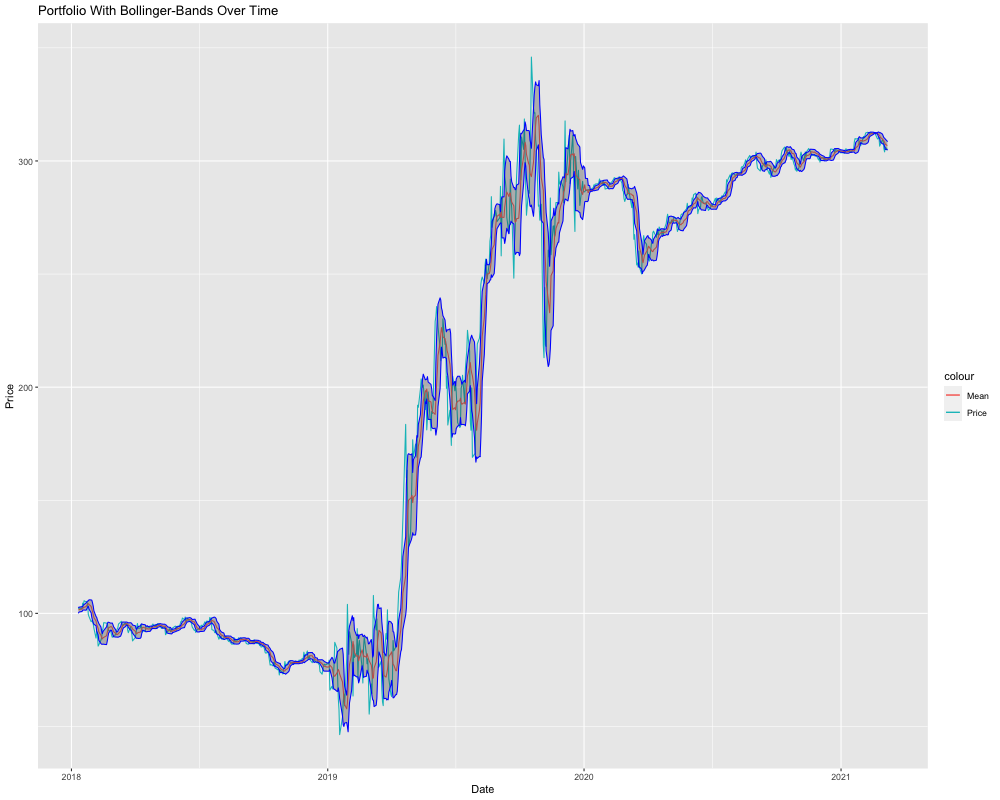 Portfolio With Bollinger-Bands Over Time
Price
300
200
100
2018
2019
2020
2021
Date
colour
Mean
Price